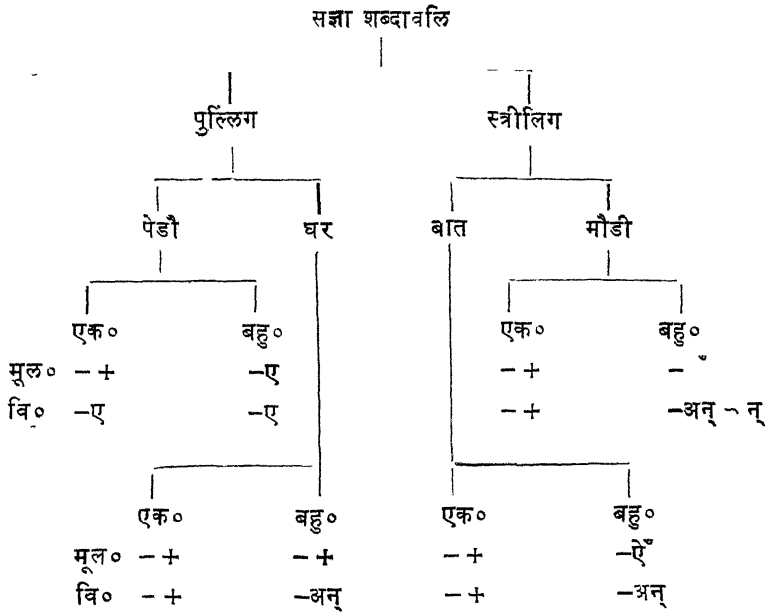 सज्ञा शब्दावलि
पुल्लिंग स्त्रीलिग
पेडौ घर बात मौडी
एक० बहु० एक० बहु०
मूल० -+ -ए -+ -ँ
वि० -ए -ए -+ -अन् ~ न्
एक० बहु० एक० बहु०
मूल० -+ -+ -+ -ऐँ
वि० -+ -अन् -+ -अन्